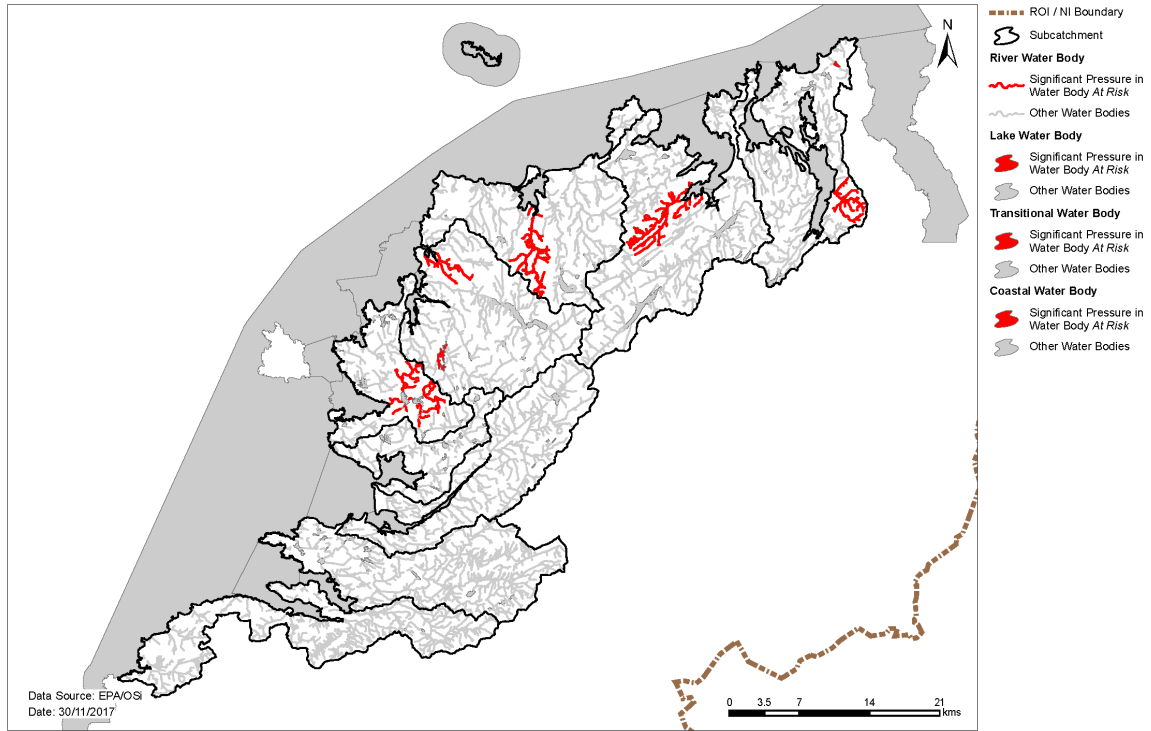 ROI / NI Boundary
Subcatchment
River Water Body
Significant Pressure in
Water Body At Risk
Other Water Bodies
Lake Water Body
Significant Pressure in
Water Body At Risk
Other Water Bodies
Transitional Water Body
Significant Pressure in
Water Body At Risk
Other Water Bodies
Coastal Water Body
Significant Pressure in
Water Body At Risk
Other Water Bodies
N
Data Source: EPA/OSi
Date: 30/11/2017
0 3.5 7 14 21
kms